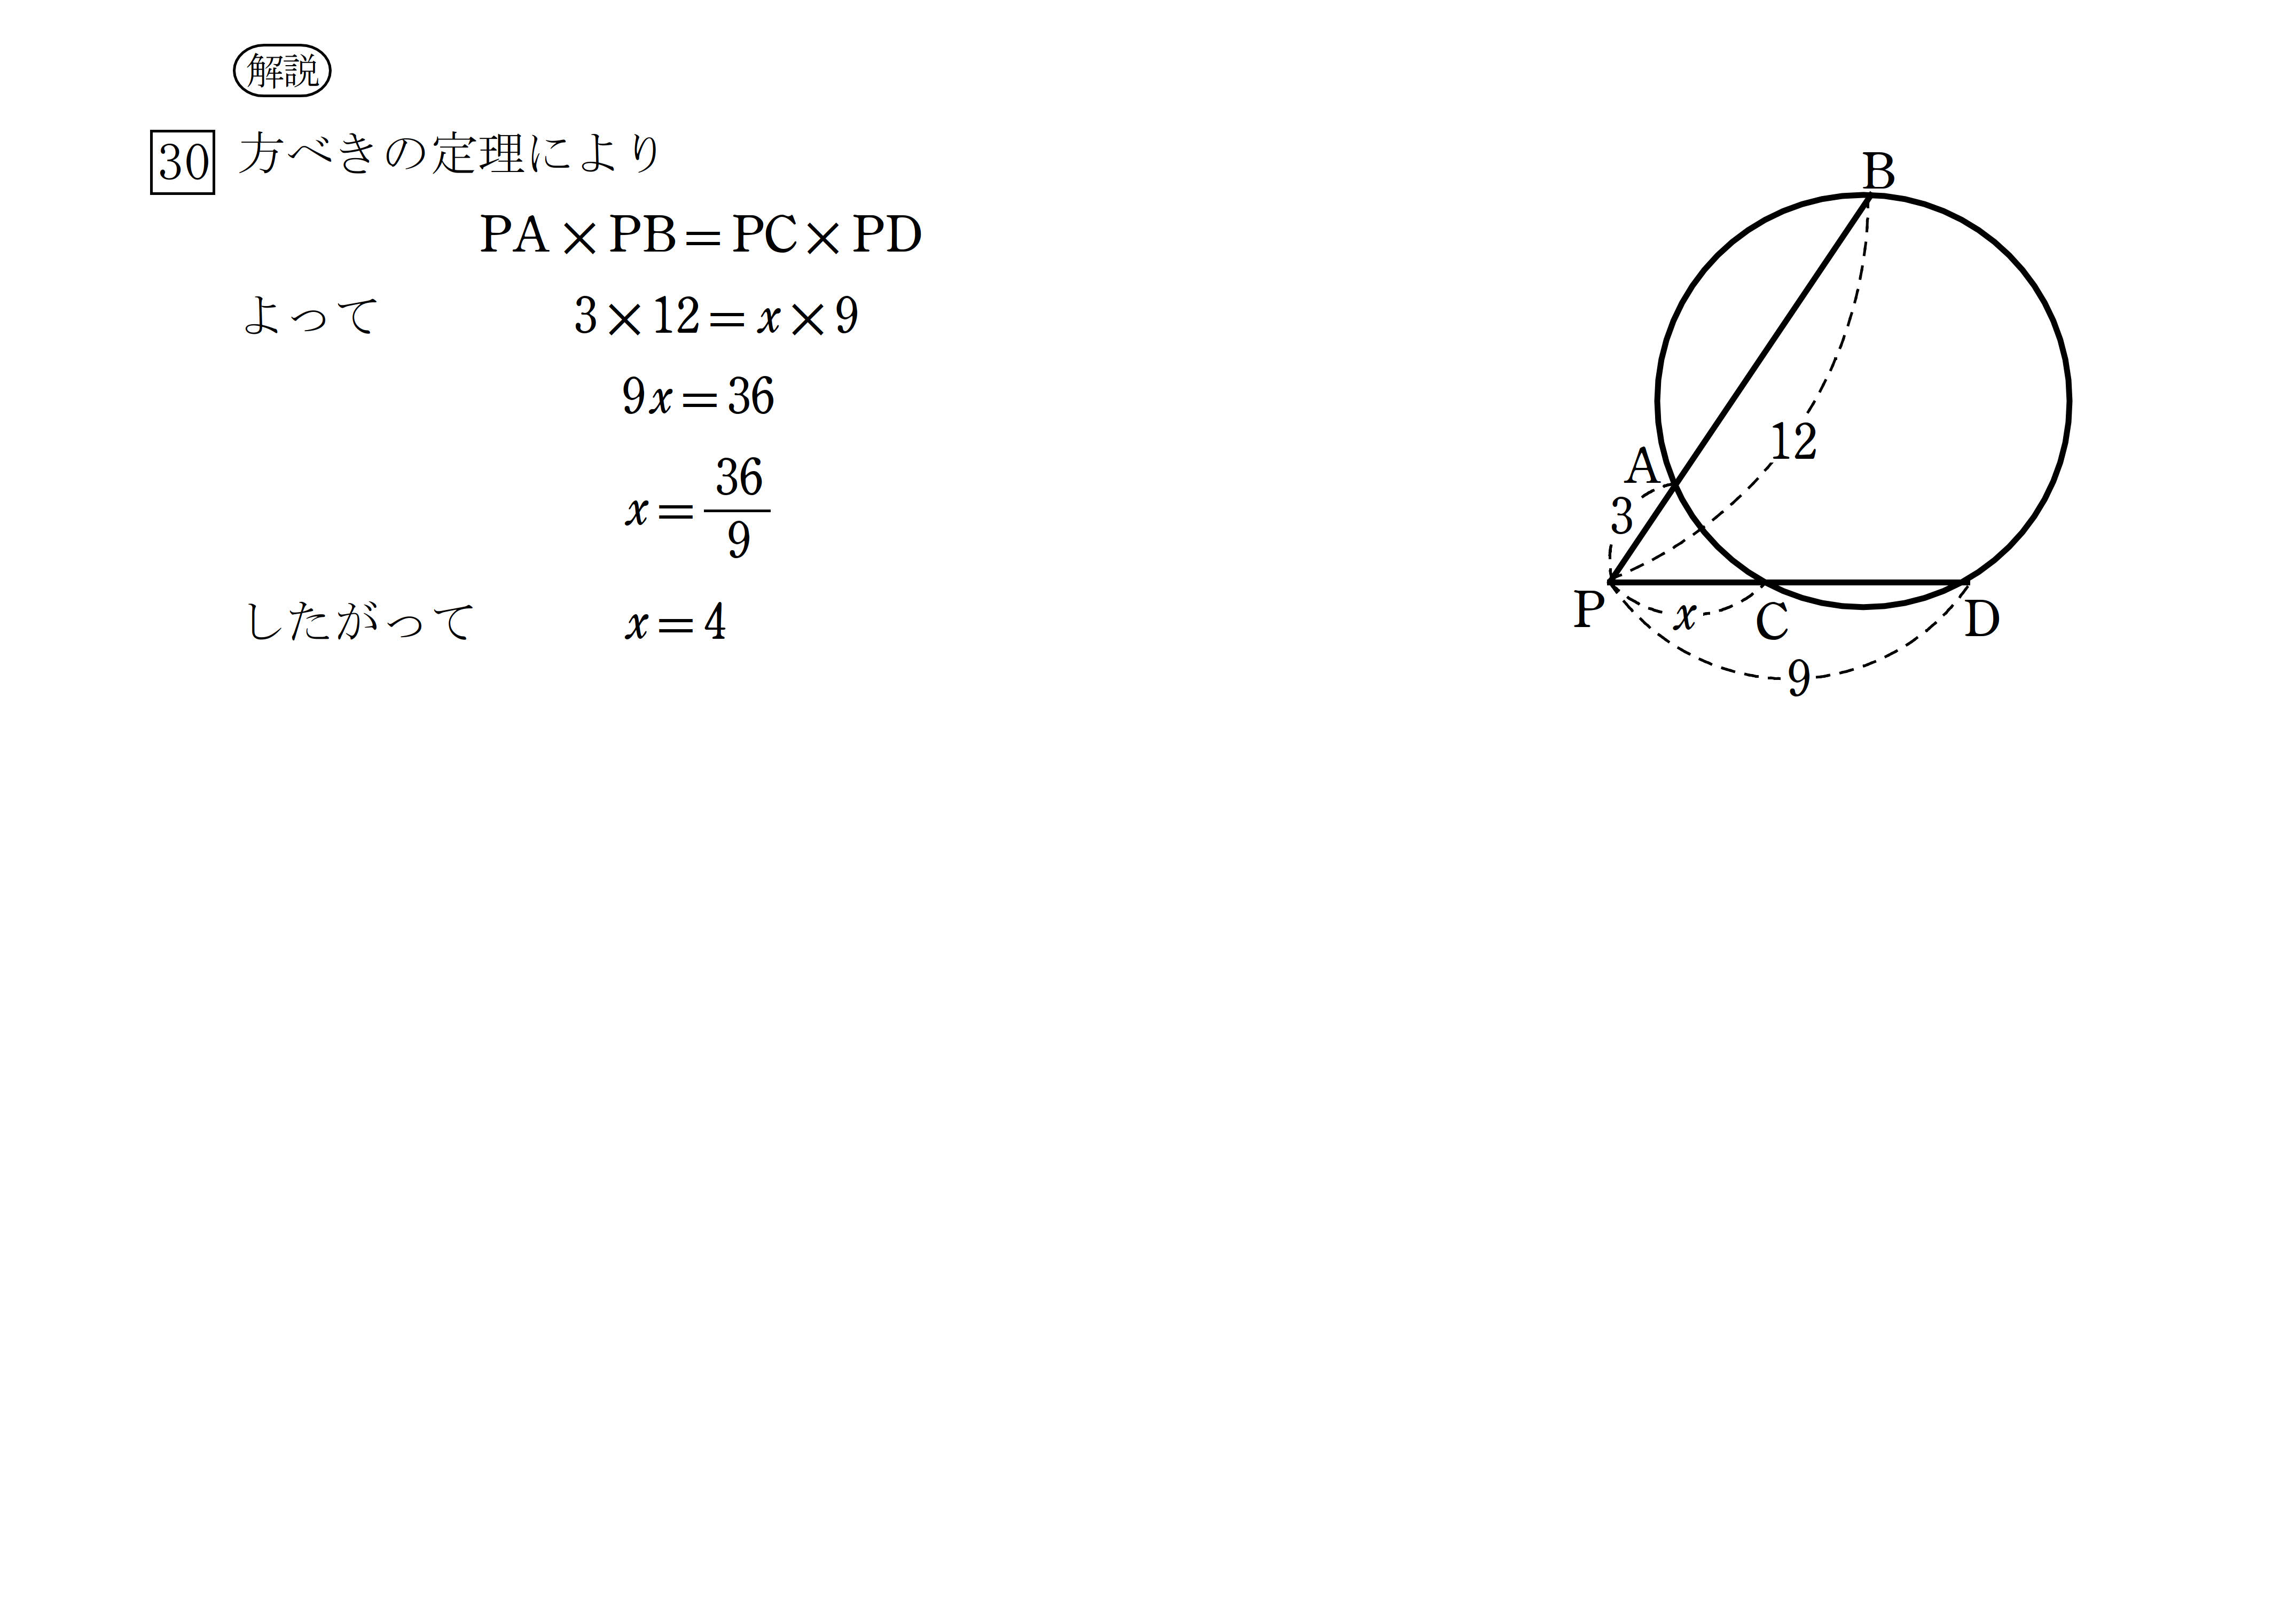 解説
30 方べきの定理により
PA×PB=PC×PD
よって 3×12=x×9
9x=36
x=36/9
したがって x=4
B
12
A
3
P
x
C
D
9